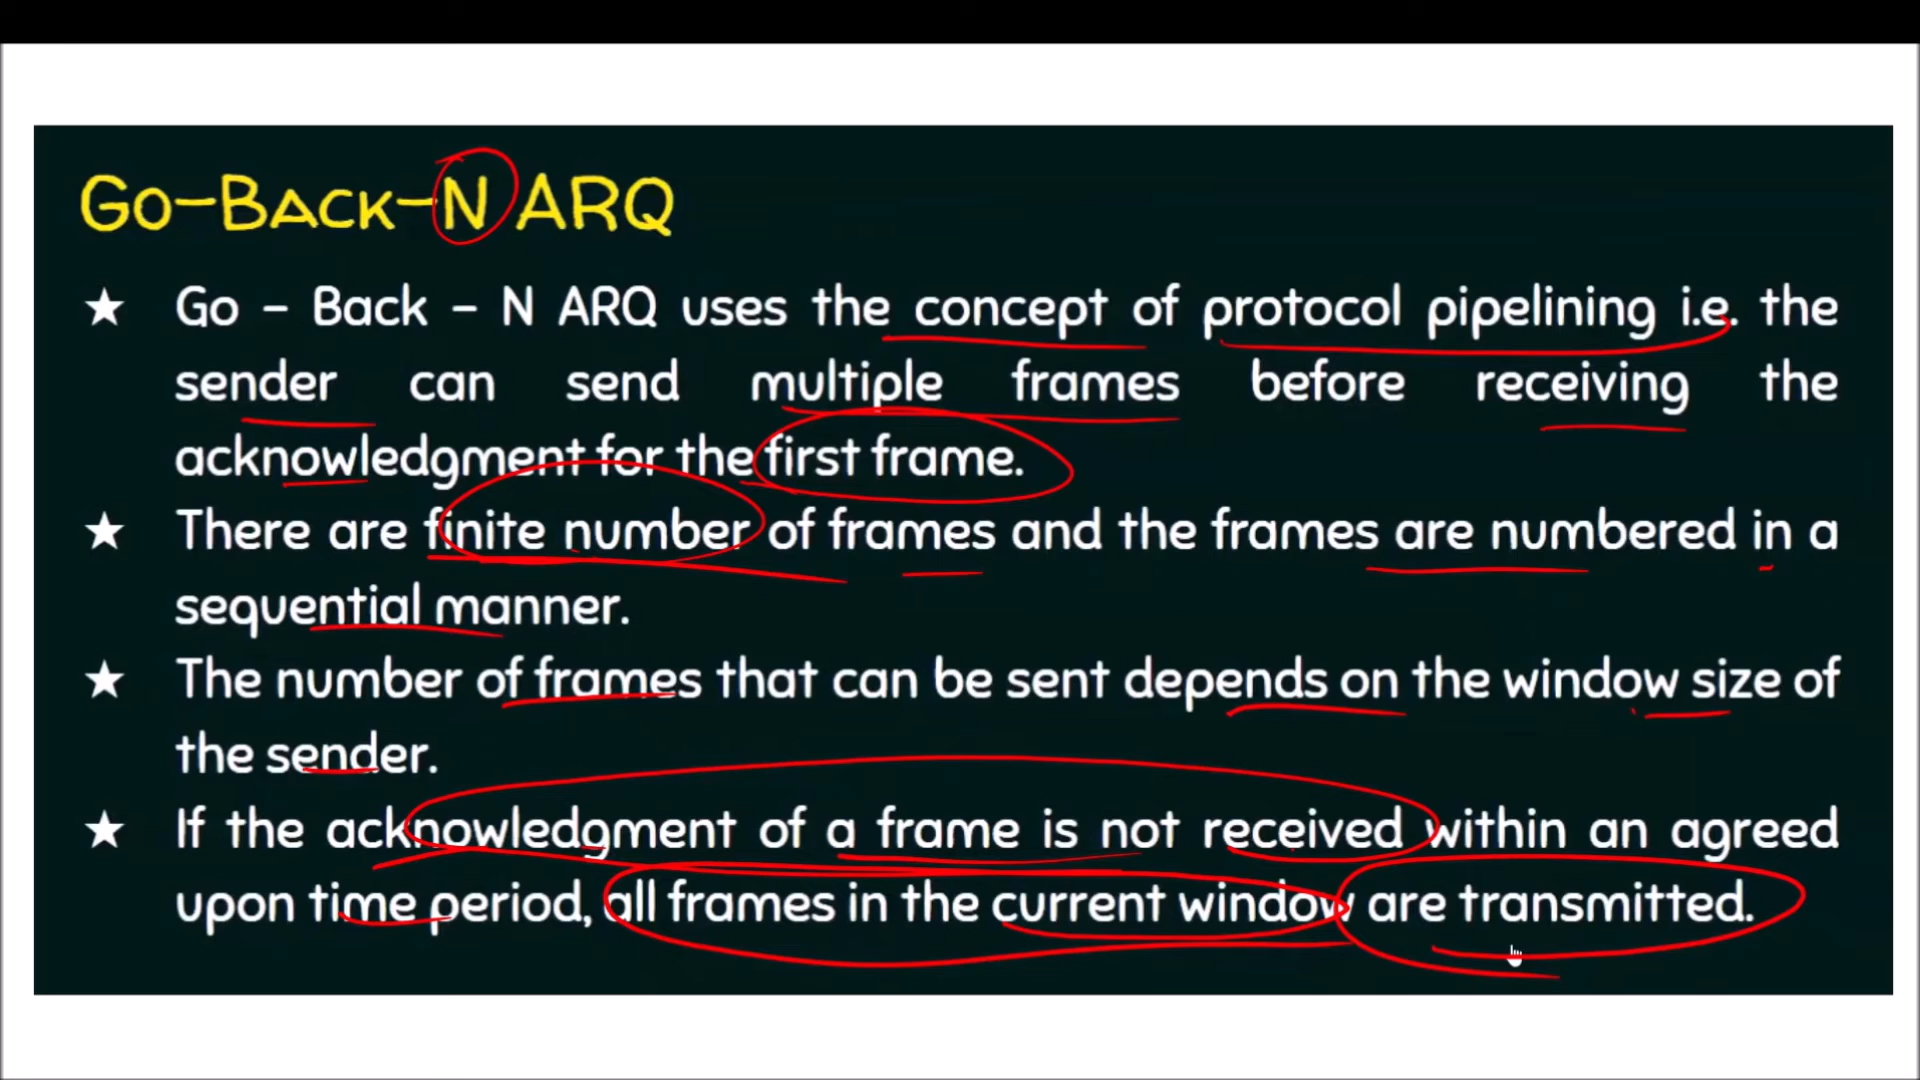 Go-Back-N ARQ
★ Go – Back – N ARQ uses the concept of protocol pipelining i.e. the
sender can send multiple frames before receiving the
acknowledgment for the first frame.
★ There are finite number of frames and the frames are numbered in a
sequential manner.
★ The number of frames that can be sent depends on the window size of
the sender.
★ If the acknowledgment of a frame is not received within an agreed
upon time period, all frames in the current window are transmitted.